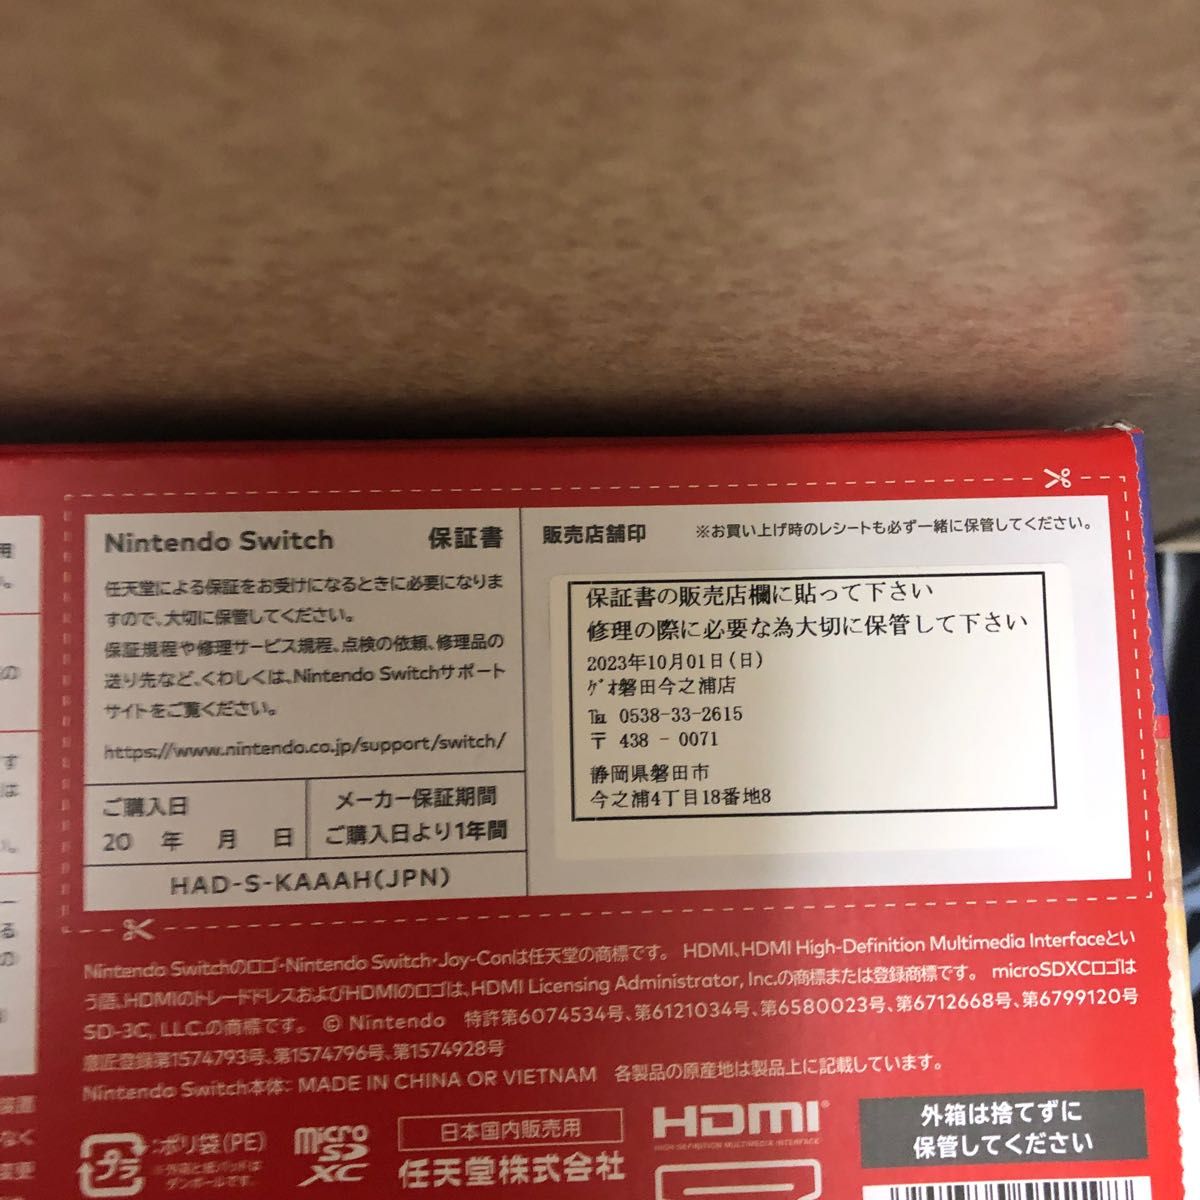 Nintendo Switch 保証書
任天堂による保証をお受けになるときに必要になりま
すので、大切に保管してください。
保証規程や修理サービス規程、点検の依頼、修理品の
送り先など、くわしくは、Nintendo Switchサポート
サイトをご覧ください。
https://www.nintendo.co.jp/support/switch/
ご購入日
20 年 月 日
メーカー保証期間
ご購入日より1年間
HAD-S-KAAAH(JPN)
販売店舗印 ※お買い上げ時のレシートも必ず一緒に保管してください。
保証書の販売店欄に貼って下さい
修理の際に必要な為大切に保管して下さい
2023年10月01日(日)
ゲオ磐田今之浦店
℡ 0538-33-2615
〒 438 - 0071
静岡県磐田市
今之浦4丁目18番地8
Nintendo Switchのロゴ・Nintendo Switch・Joy-Conは任天堂の商標です。 HDMI、HDMI High-Definition Multimedia Interfaceとい
う語、HDMIのトレードドレスおよびHDMIのロゴは、HDMI Licensing Administrator, Inc.の商標または登録商標です。 microSDXCロゴは
SD-3C, LLC.の商標です。 © Nintendo 特許第6074534号、第6121034号、第6580023号、第6712668号、第6799120号
意匠登録第1574793号、第1574796号、第1574928号
Nintendo Switch本体: MADE IN CHINA OR VIETNAM 各製品の原産地は製品上に記載しています。
プラ
:ポリ袋(PE)
※外箱と紙パッドは
ダンボールです。
micro
SD
XC
日本国内販売用
任天堂株式会社
HDMI®
HIGH-DEFINITION MULTIMEDIA INTERFACE
外箱は捨てずに
保管してください